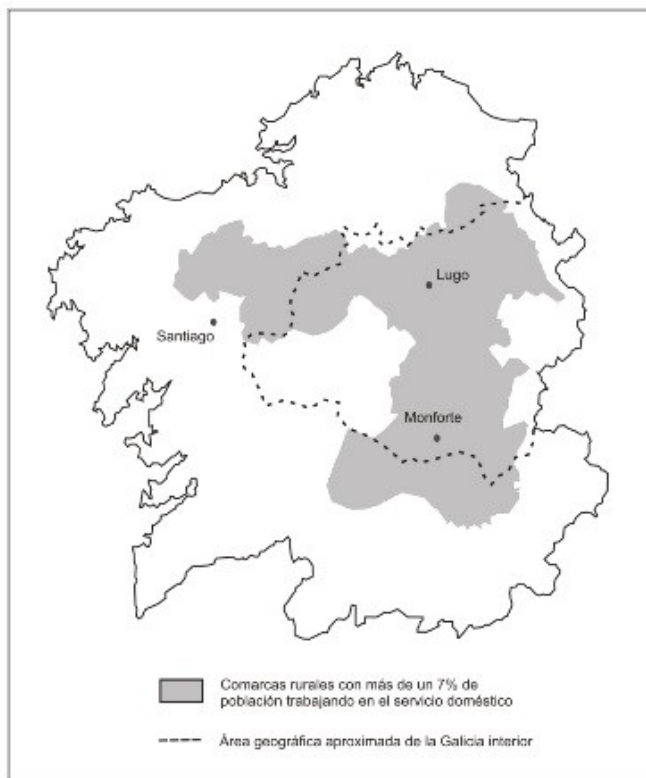 Lugo
Santiago
Monforte
Comarcas rurales con más de un 7% de
población trabajando en el servicio doméstico
Área geográfica aproximada de la Galicia interior